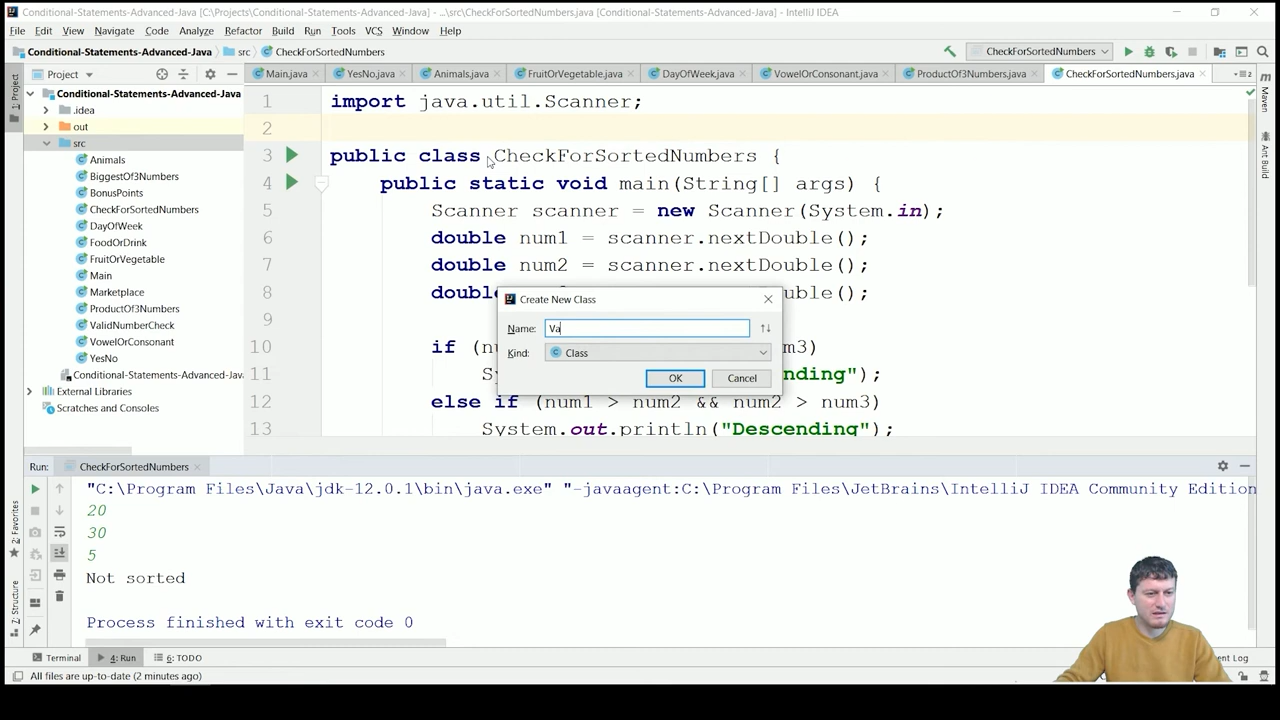 Conditional-Statements-Advanced-Java [C:\Projects\Conditional-Statements-Advanced-Java] - ...\src\CheckForSortedNumbers.java [Conditional-Statements-Advanced-Java] - IntelliJ IDEA
File Edit View Navigate Code Analyze Refactor Build Run Tools VCS Window Help
Conditional-Statements-Advanced-Java src CheckForSortedNumbers
CheckForSortedNumbers
1: Project
Project
Main.java YesNo.java Animals.java FruitOrVegetable.java DayOfWeek.java VowelOrConsonant.java ProductOf3Numbers.java CheckForSortedNumbers.java
Maven
Ant Build
Conditional-Statements-Advanced-Java
.idea
out
src
Animals
BiggestOf3Numbers
BonusPoints
CheckForSortedNumbers
DayOfWeek
FoodOrDrink
FruitOrVegetable
Main
Marketplace
ProductOf3Numbers
ValidNumberCheck
VowelOrConsonant
YesNo
Conditional-Statements-Advanced-Java
External Libraries
Scratches and Consoles
1 import java.util.Scanner;
2
3 public class CheckForSortedNumbers {
4 public static void main(String[] args) {
5 Scanner scanner = new Scanner(System.in);
6 double num1 = scanner.nextDouble();
7 double num2 = scanner.nextDouble();
8 double
9
10 if
11
12 else if (num1 > num2 && num2 > num3)
13 System.out.println("Descending");
Create New Class
Name: Va
Kind: Class
OK Cancel
Run: CheckForSortedNumbers
"C:\Program Files\Java\jdk-12.0.1\bin\java.exe" "-javaagent:C:\Program Files\JetBrains\IntelliJ IDEA Community Edition
20
30
5
Not sorted
Process finished with exit code 0
2: Favorites
7: Structure
Terminal 4: Run 6: TODO
All files are up-to-date (2 minutes ago)